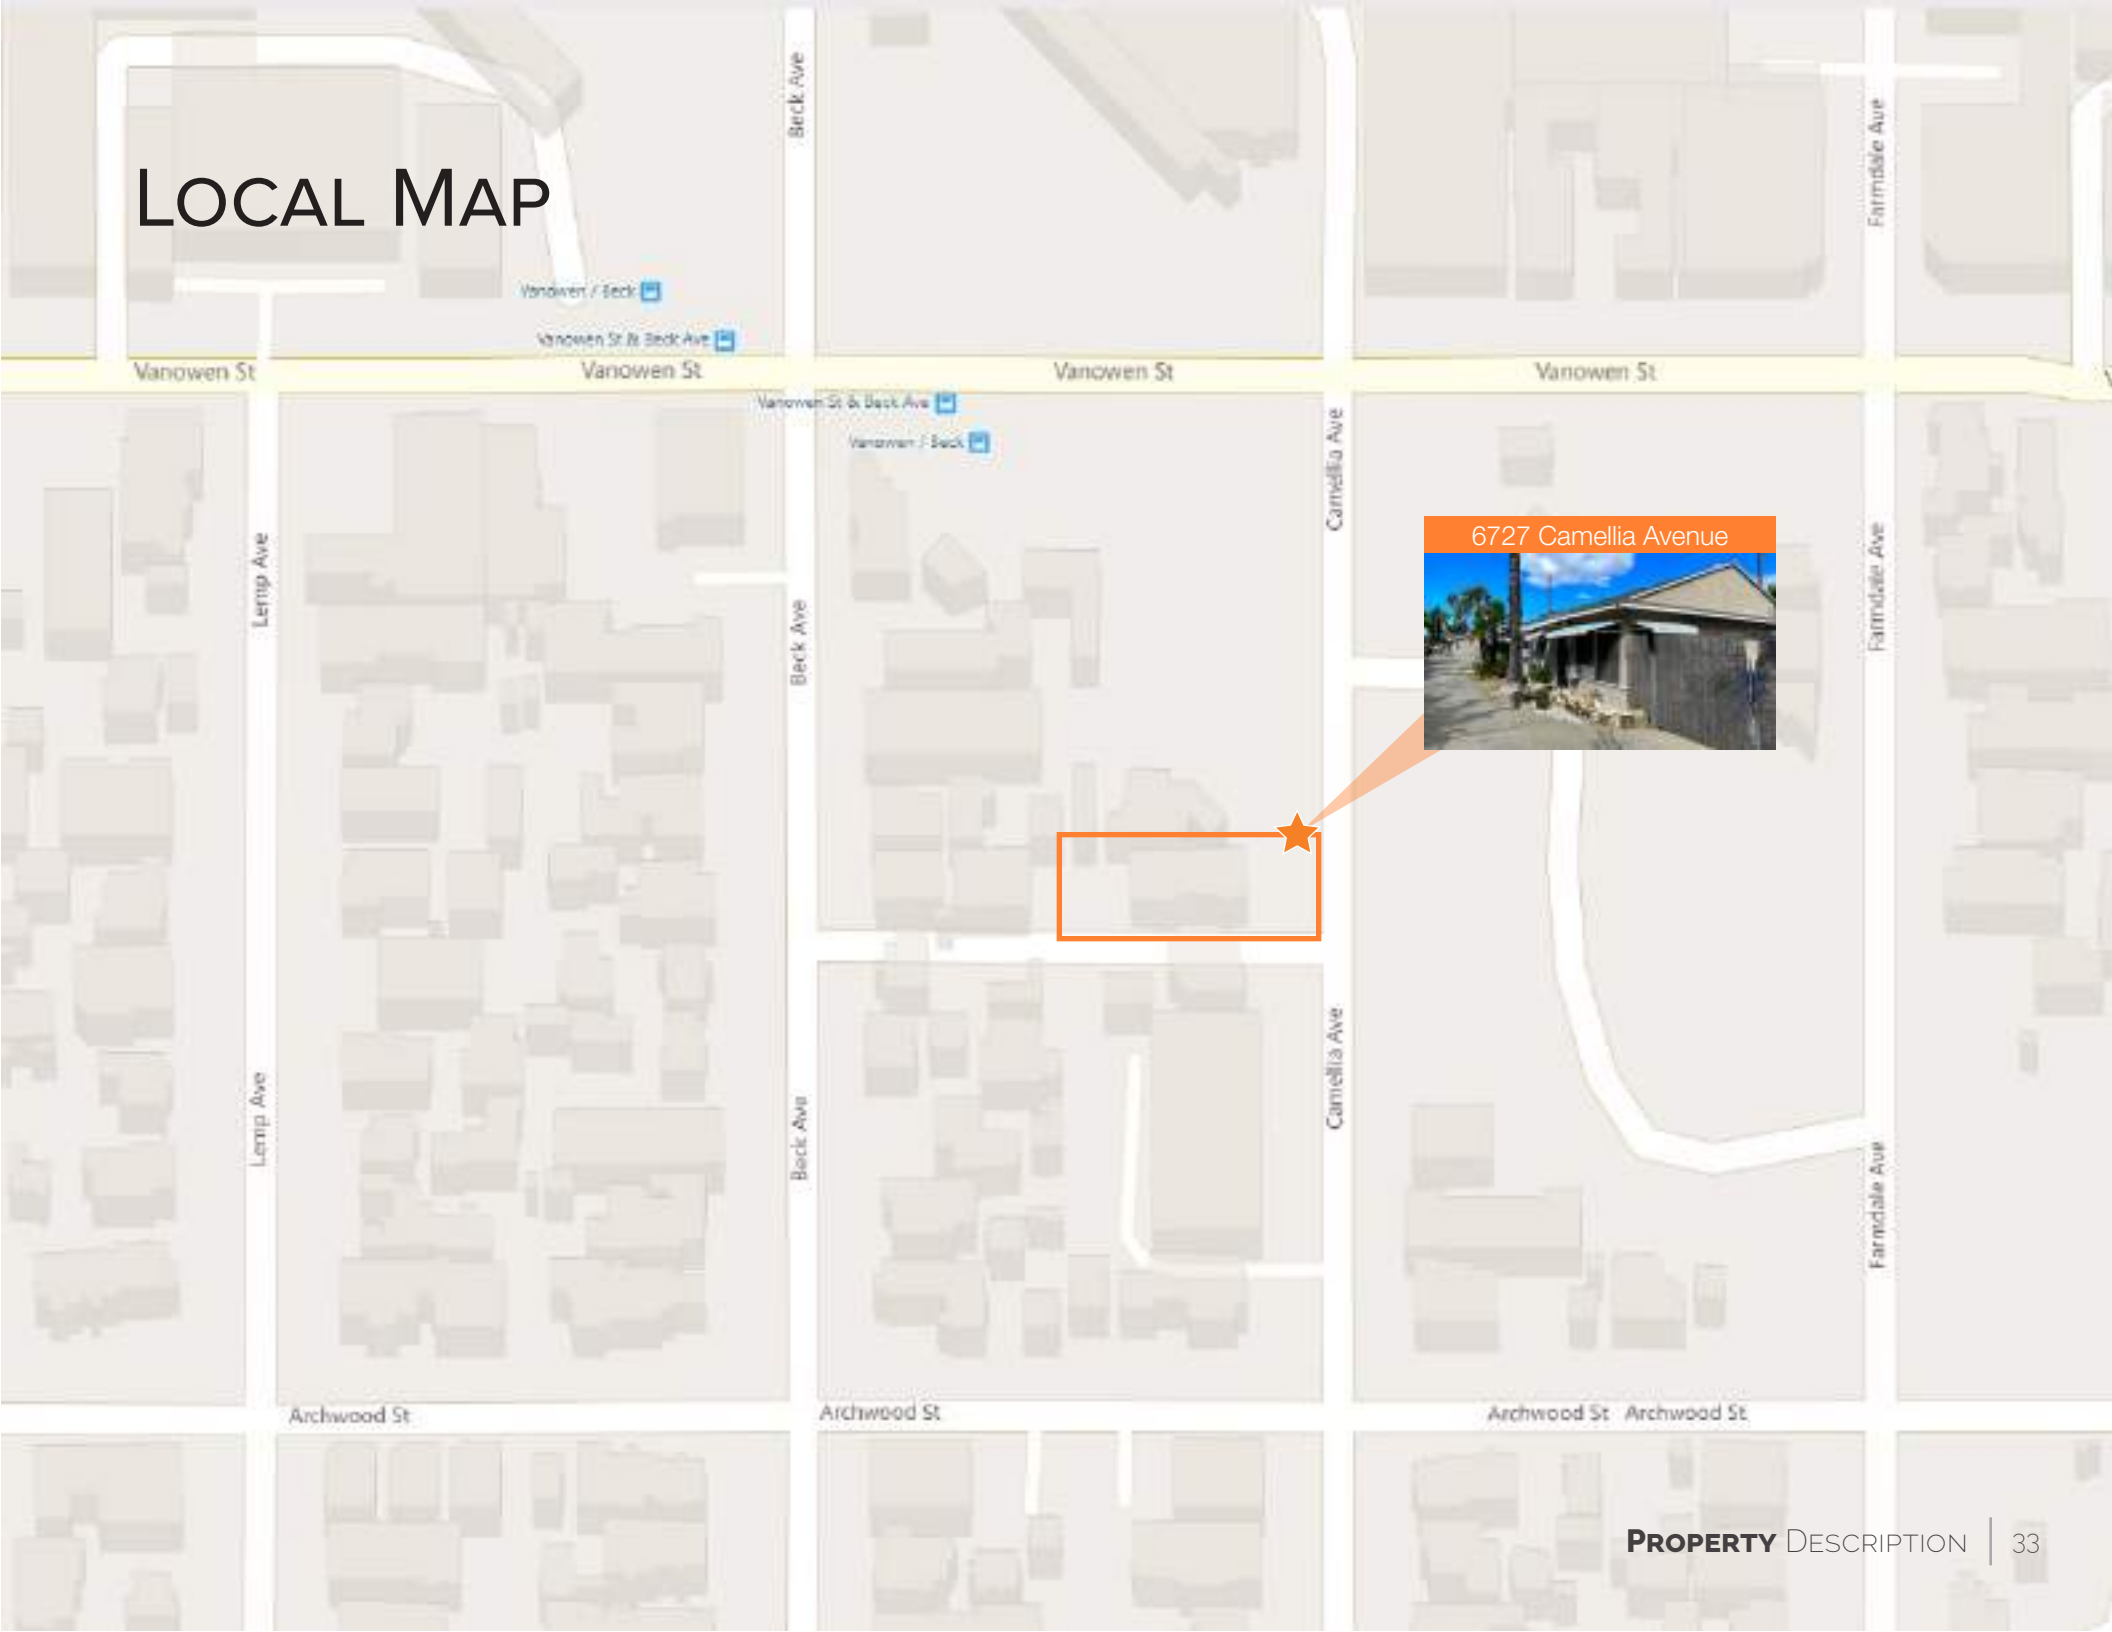 Beck Ave
Farmdale Ave
LOCAL MAP
Vanowen / Beck
Vanowen St & Beck Ave
Vanowen St
Vanowen St
Vanowen St
Vanowen St
Vanowen St & Beck Ave
Vanowen / Beck
Camellia Ave
6727 Camellia Avenue
Lemp Ave
Beck Ave
Farmdale Ave
Camellia Ave
Lemp Ave
Beck Ave
Farmdale Ave
Archwood St
Archwood St
Archwood St Archwood St
PROPERTY DESCRIPTION | 33